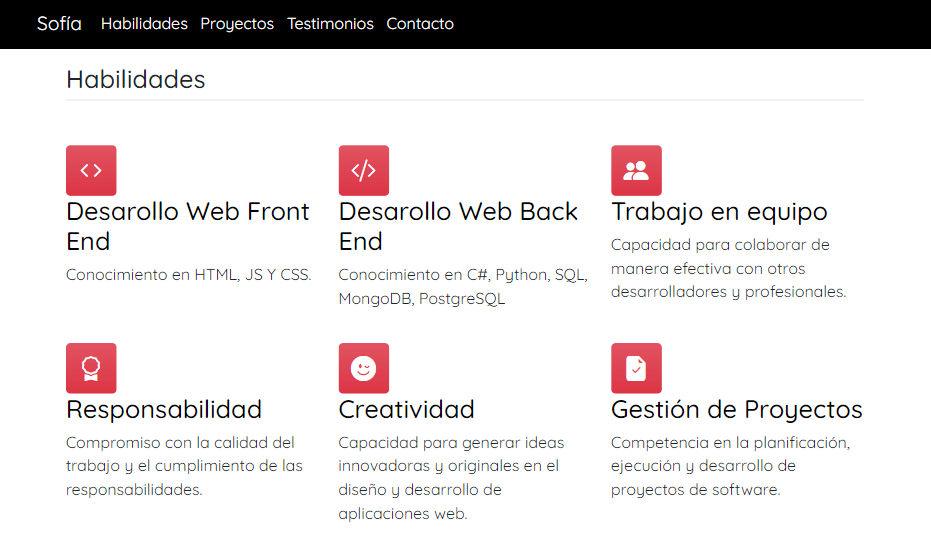 Sofía Habilidades Proyectos Testimonios Contacto
Habilidades
Desarollo Web Front
End
Conocimiento en HTML, JS Y CSS.
Desarollo Web Back
End
Conocimiento en C#, Python, SQL,
MongoDB, PostgreSQL
Trabajo en equipo
Capacidad para colaborar de
manera efectiva con otros
desarrolladores y profesionales.
Responsabilidad
Compromiso con la calidad del
trabajo y el cumplimiento de las
responsabilidades.
Creatividad
Capacidad para generar ideas
innovadoras y originales en el
diseño y desarrollo de
aplicaciones web.
Gestión de Proyectos
Competencia en la planificación,
ejecución y desarrollo de
proyectos de software.